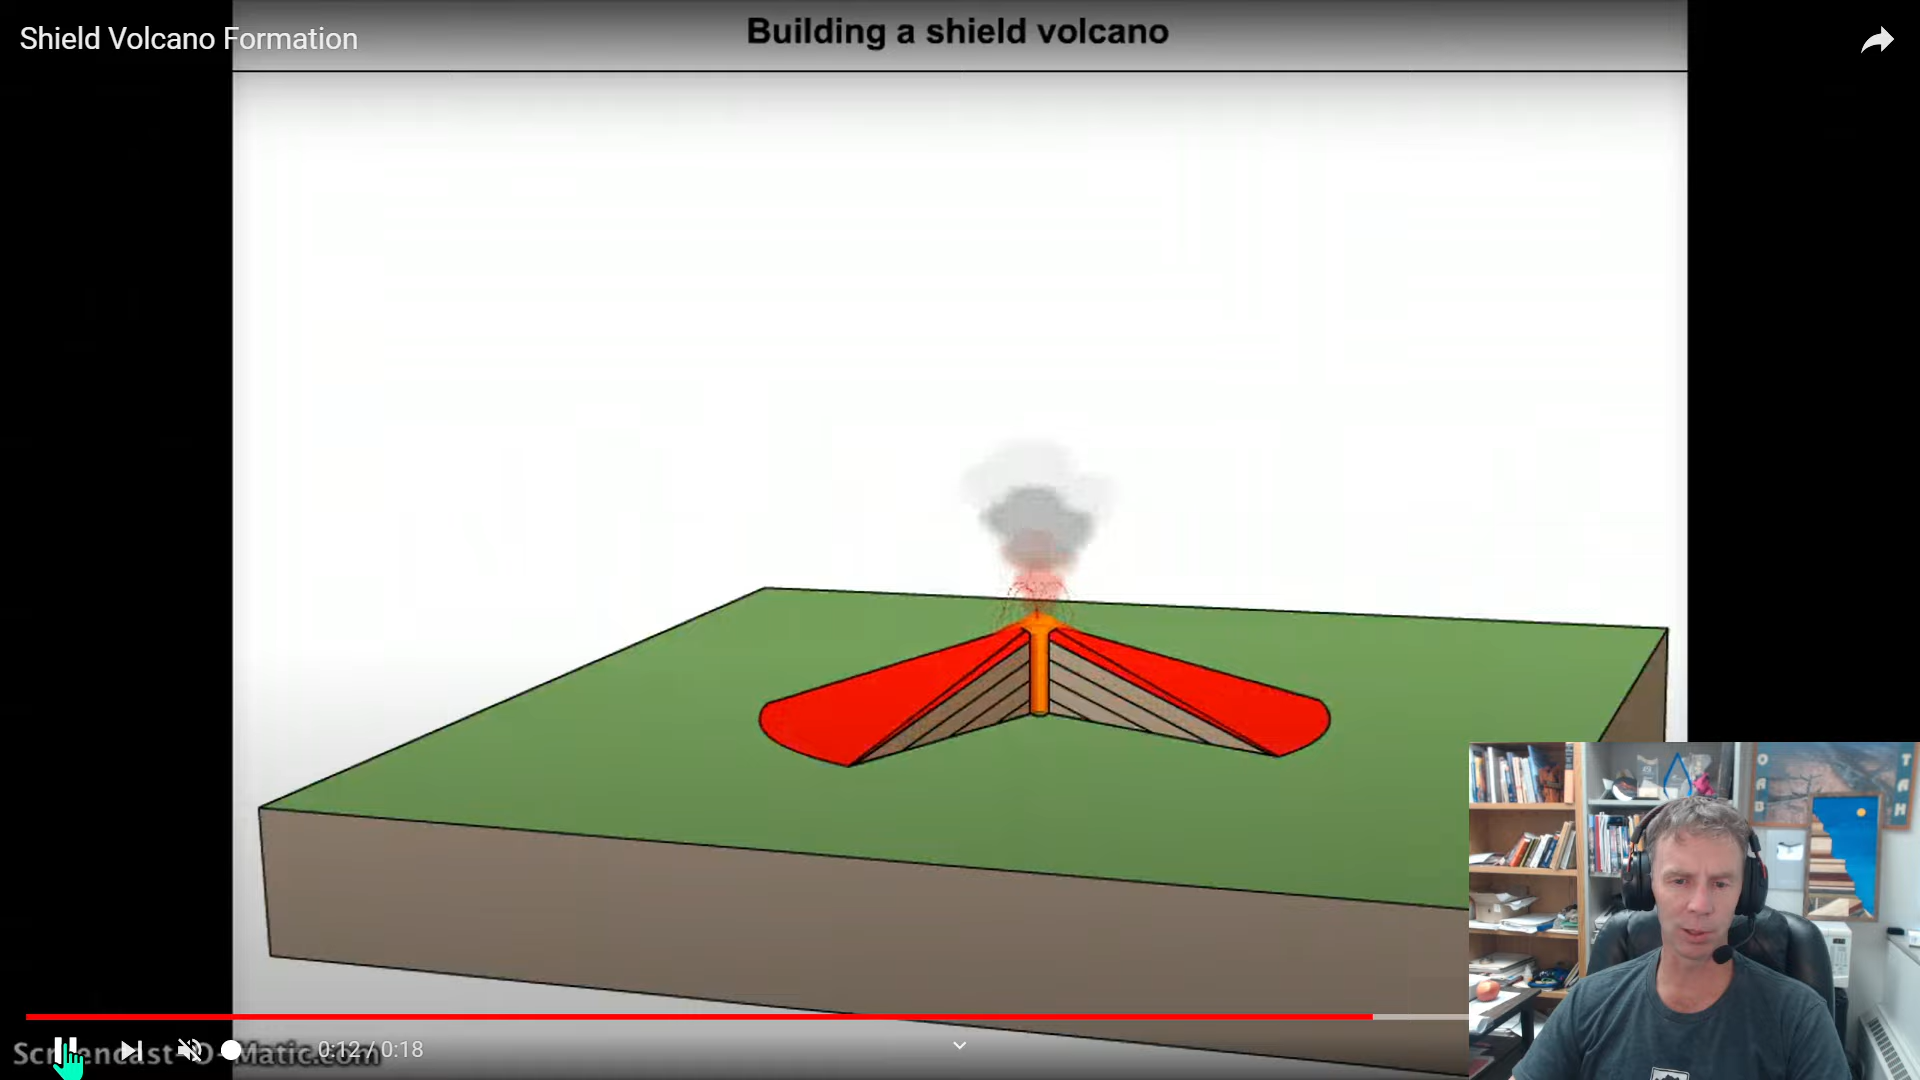 Building a shield volcano
Shield Volcano Formation
0:12 / 0:18